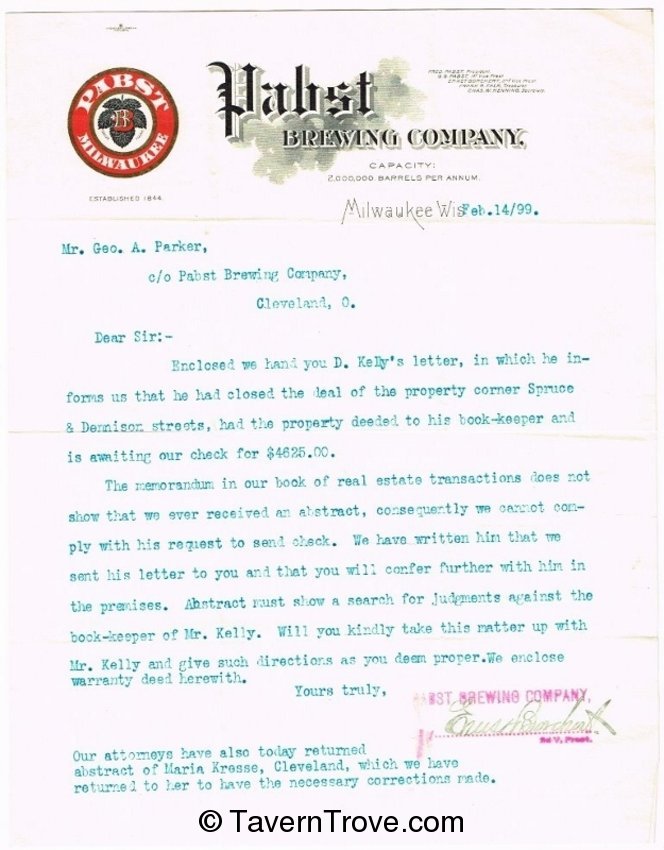 PABST
B
MILWAUKEE
ESTABLISHED 1844.
Pabst
BREWING COMPANY.
FRED. PABST, President.
CAPACITY:
2,000,000 BARRELS PER ANNUM.
Milwaukee Wis Feb. 14/99.
Mr. Geo. A. Parker,
c/o Pabst Brewing Company,
Cleveland, O.
Dear Sir:-
Enclosed we hand you D. Kelly's letter, in which he in-
forms us that he had closed the deal of the property corner Spruce
& Dennison streets, had the property deeded to his book-keeper and
is awaiting our check for $4625.00.
The memorandum in our book of real estate transactions does not
show that we ever received an abstract, consequently we cannot com-
ply with his request to send check. We have written him that we
sent his letter to you and that you will confer further with him in
the premises. Abstract must show a search for judgments against the
book-keeper of Mr. Kelly. Will you kindly take this matter up with
Mr. Kelly and give such directions as you deem proper.We enclose
warranty deed herewith.
Yours truly,
BST BREWING COMPANY,
2d V. Prest.
Our attorneys have also today returned
abstract of Maria Kresse, Cleveland, which we have
returned to her to have the necessary corrections made.
© TavernTrove.com